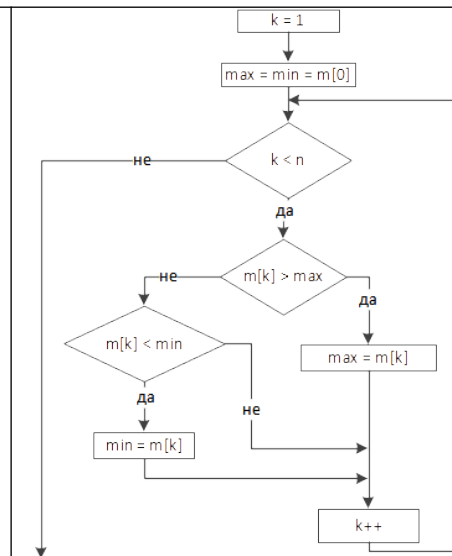 k = 1
max = min = m[0]
k < n
не
да
m[k] > max
не
да
m[k] < min
max = m[k]
да
не
min = m[k]
k++